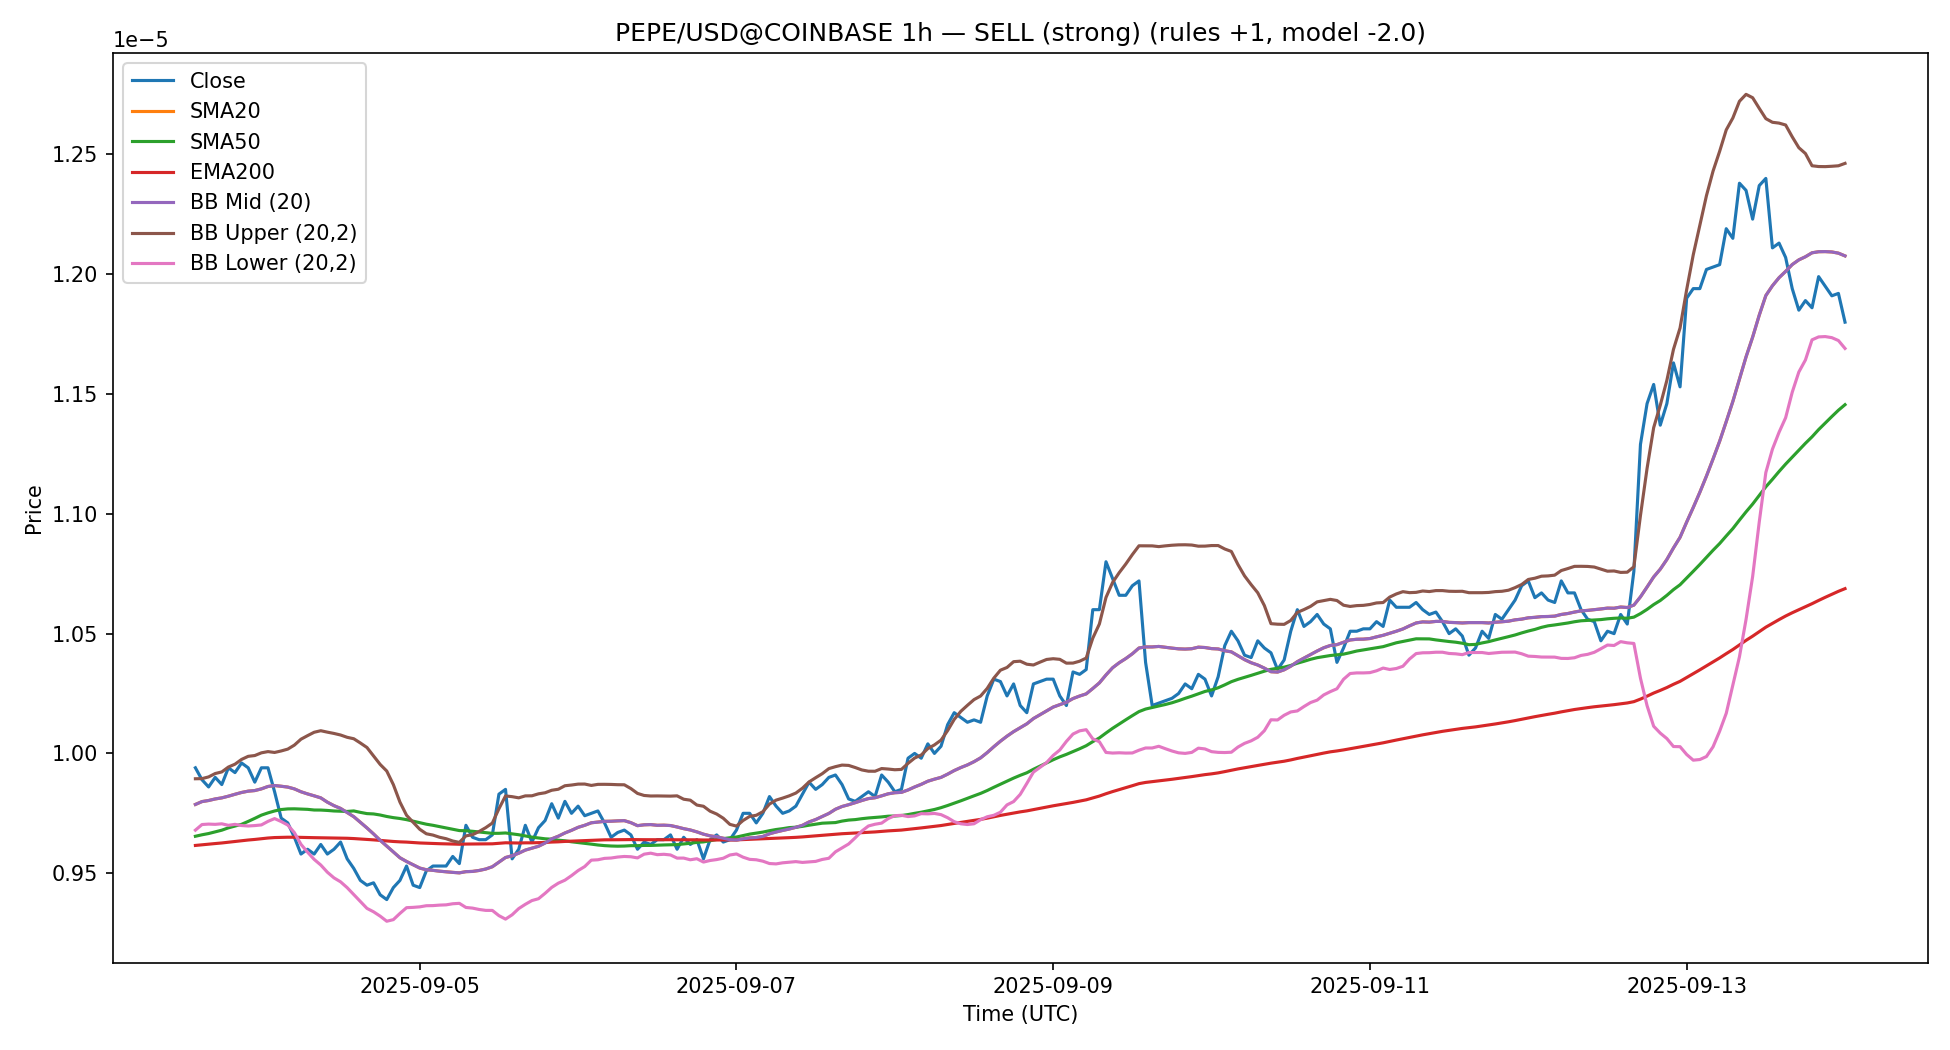 PEPE/USD@COINBASE 1h — SELL (strong) (rules +1, model -2.0)
1e−5
Close
SMA20
SMA50
EMA200
BB Mid (20)
BB Upper (20,2)
BB Lower (20,2)
1.25
1.20
1.15
1.10
1.05
1.00
0.95
Price
2025-09-05
2025-09-07
2025-09-09
2025-09-11
2025-09-13
Time (UTC)